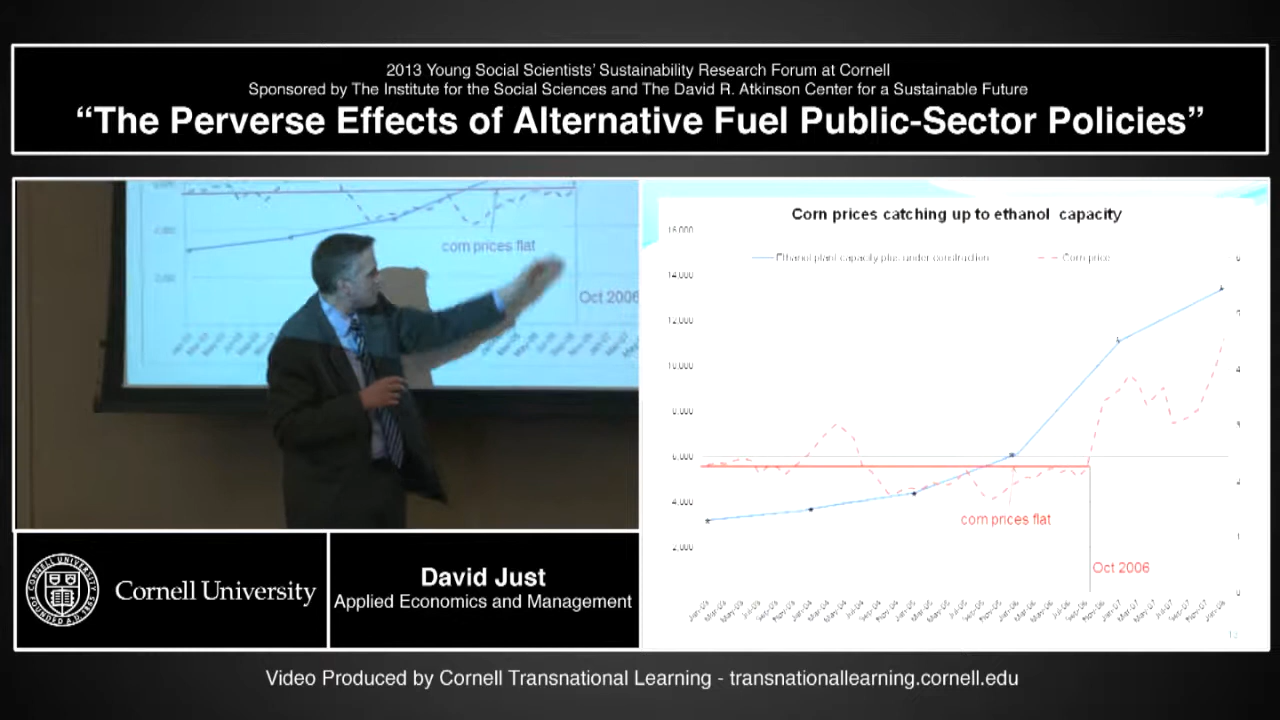 2013 Young Social Scientists' Sustainability Research Forum at Cornell
Sponsored by The Institute for the Social Sciences and The David R. Atkinson Center for a Sustainable Future
“The Perverse Effects of Alternative Fuel Public-Sector Policies”
corn prices flat
Oct 2006
Corn prices catching up to ethanol capacity
16,000
Ethanol plant capacity plus under construction
Corn price
14,000
12,000
10,000
8,000
6,000
4,000
2,000
corn prices flat
Oct 2006
Cornell University
David Just
Applied Economics and Management
Video Produced by Cornell Transnational Learning - transnationallearning.cornell.edu